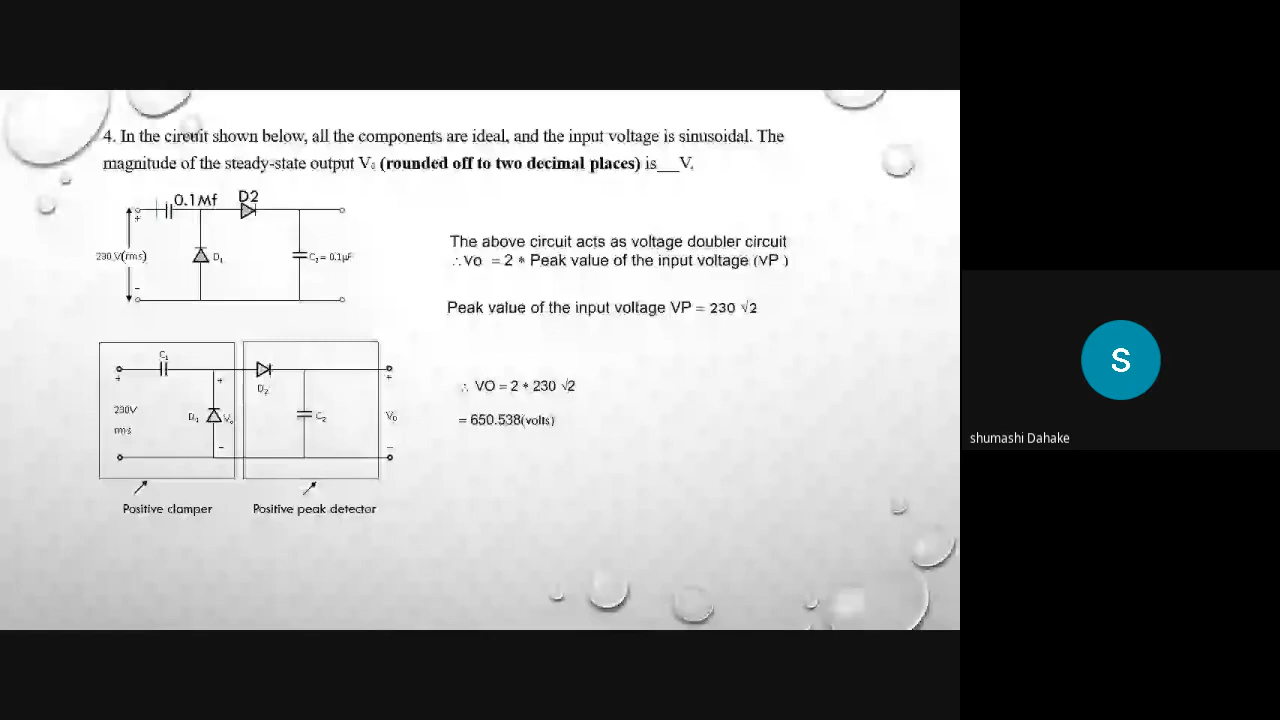 4. In the circuit shown below, all the components are ideal, and the input voltage is sinusoidal. The
magnitude of the steady-state output V₀ (rounded off to two decimal places) is___V.
0.1Mf D2
230 V(rms)
+
−
D₁
C₂ = 0.1µF
The above circuit acts as voltage doubler circuit
∴Vo = 2 * Peak value of the input voltage (VP )
Peak value of the input voltage VP = 230 √2
∴ VO = 2 * 230 √2
= 650.538(volts)
C₁
+
230V
rms
+
D₁
−
D₂
C₂
+
V₀
−
Positive clamper
Positive peak detector
S
shumashi Dahake